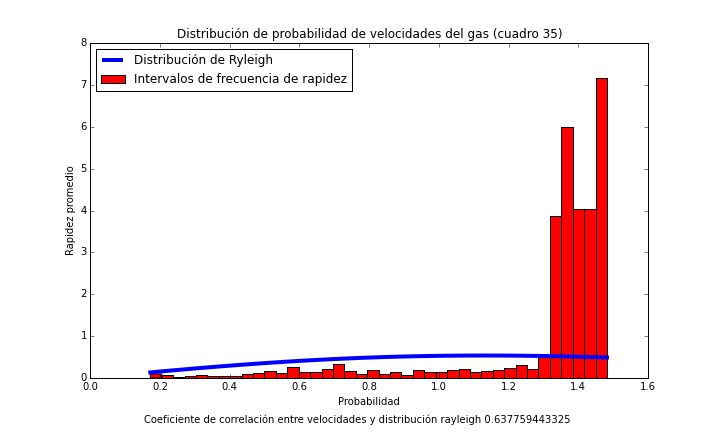 Distribución de probabilidad de velocidades del gas (cuadro 35)
Distribución de Ryleigh
Intervalos de frecuencia de rapidez
Rapidez promedio
8
7
6
5
4
3
2
1
0
0.0 0.2 0.4 0.6 0.8 1.0 1.2 1.4 1.6
Probabilidad
Coeficiente de correlación entre velocidades y distribución rayleigh 0.637759443325